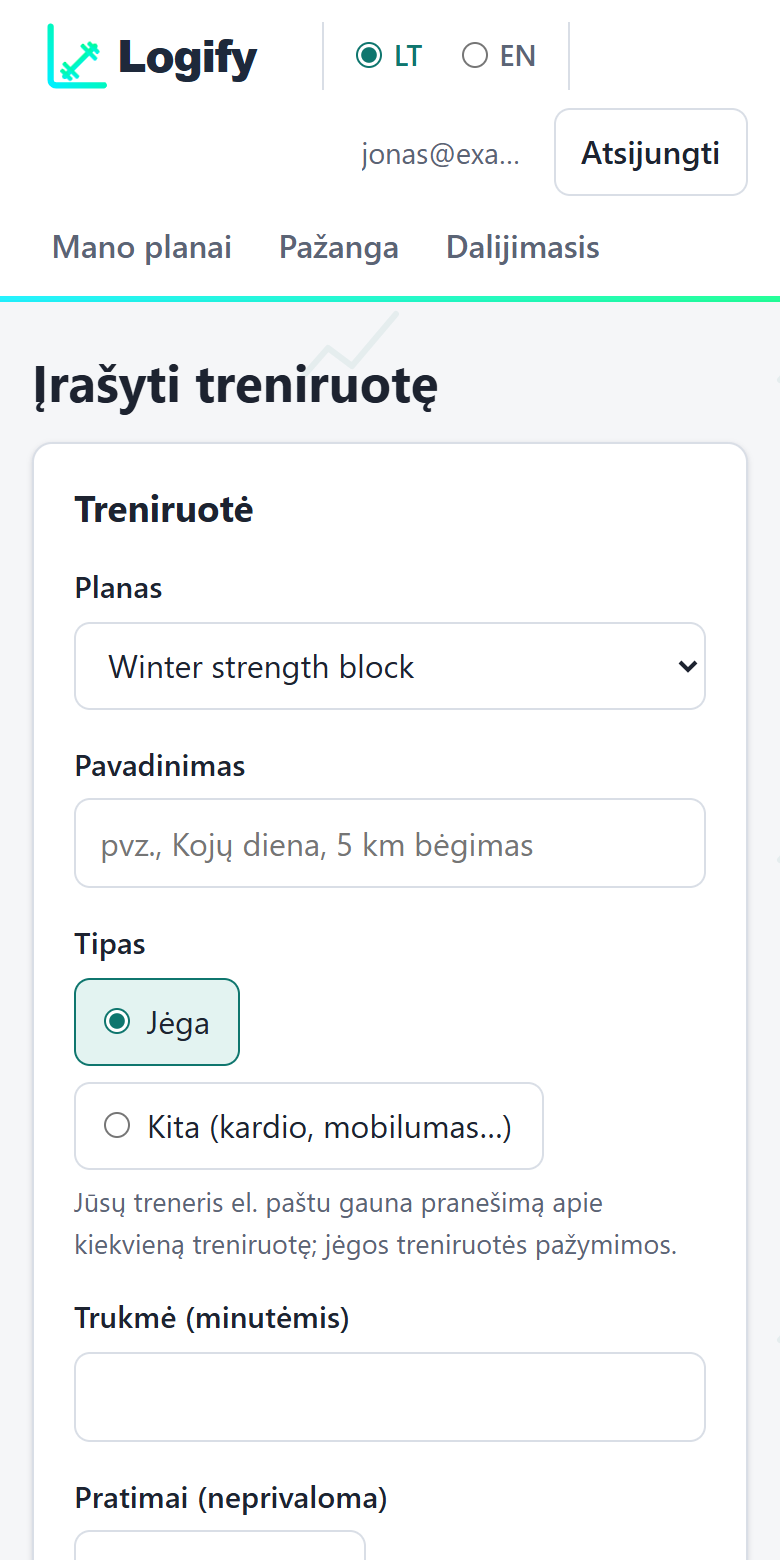 Logify
LT
EN
jonas@exa...
Atsijungti
Mano planai
Pažanga
Dalijimasis
Įrašyti treniruotę
Treniruotė
Planas
Winter strength block
Pavadinimas
pvz., Kojų diena, 5 km bėgimas
Tipas
Jėga
Kita (kardio, mobilumas...)
Jūsų treneris el. paštu gauna pranešimą apie
kiekvieną treniruotę; jėgos treniruotės pažymimos.
Trukmė (minutėmis)
Pratimai (neprivaloma)